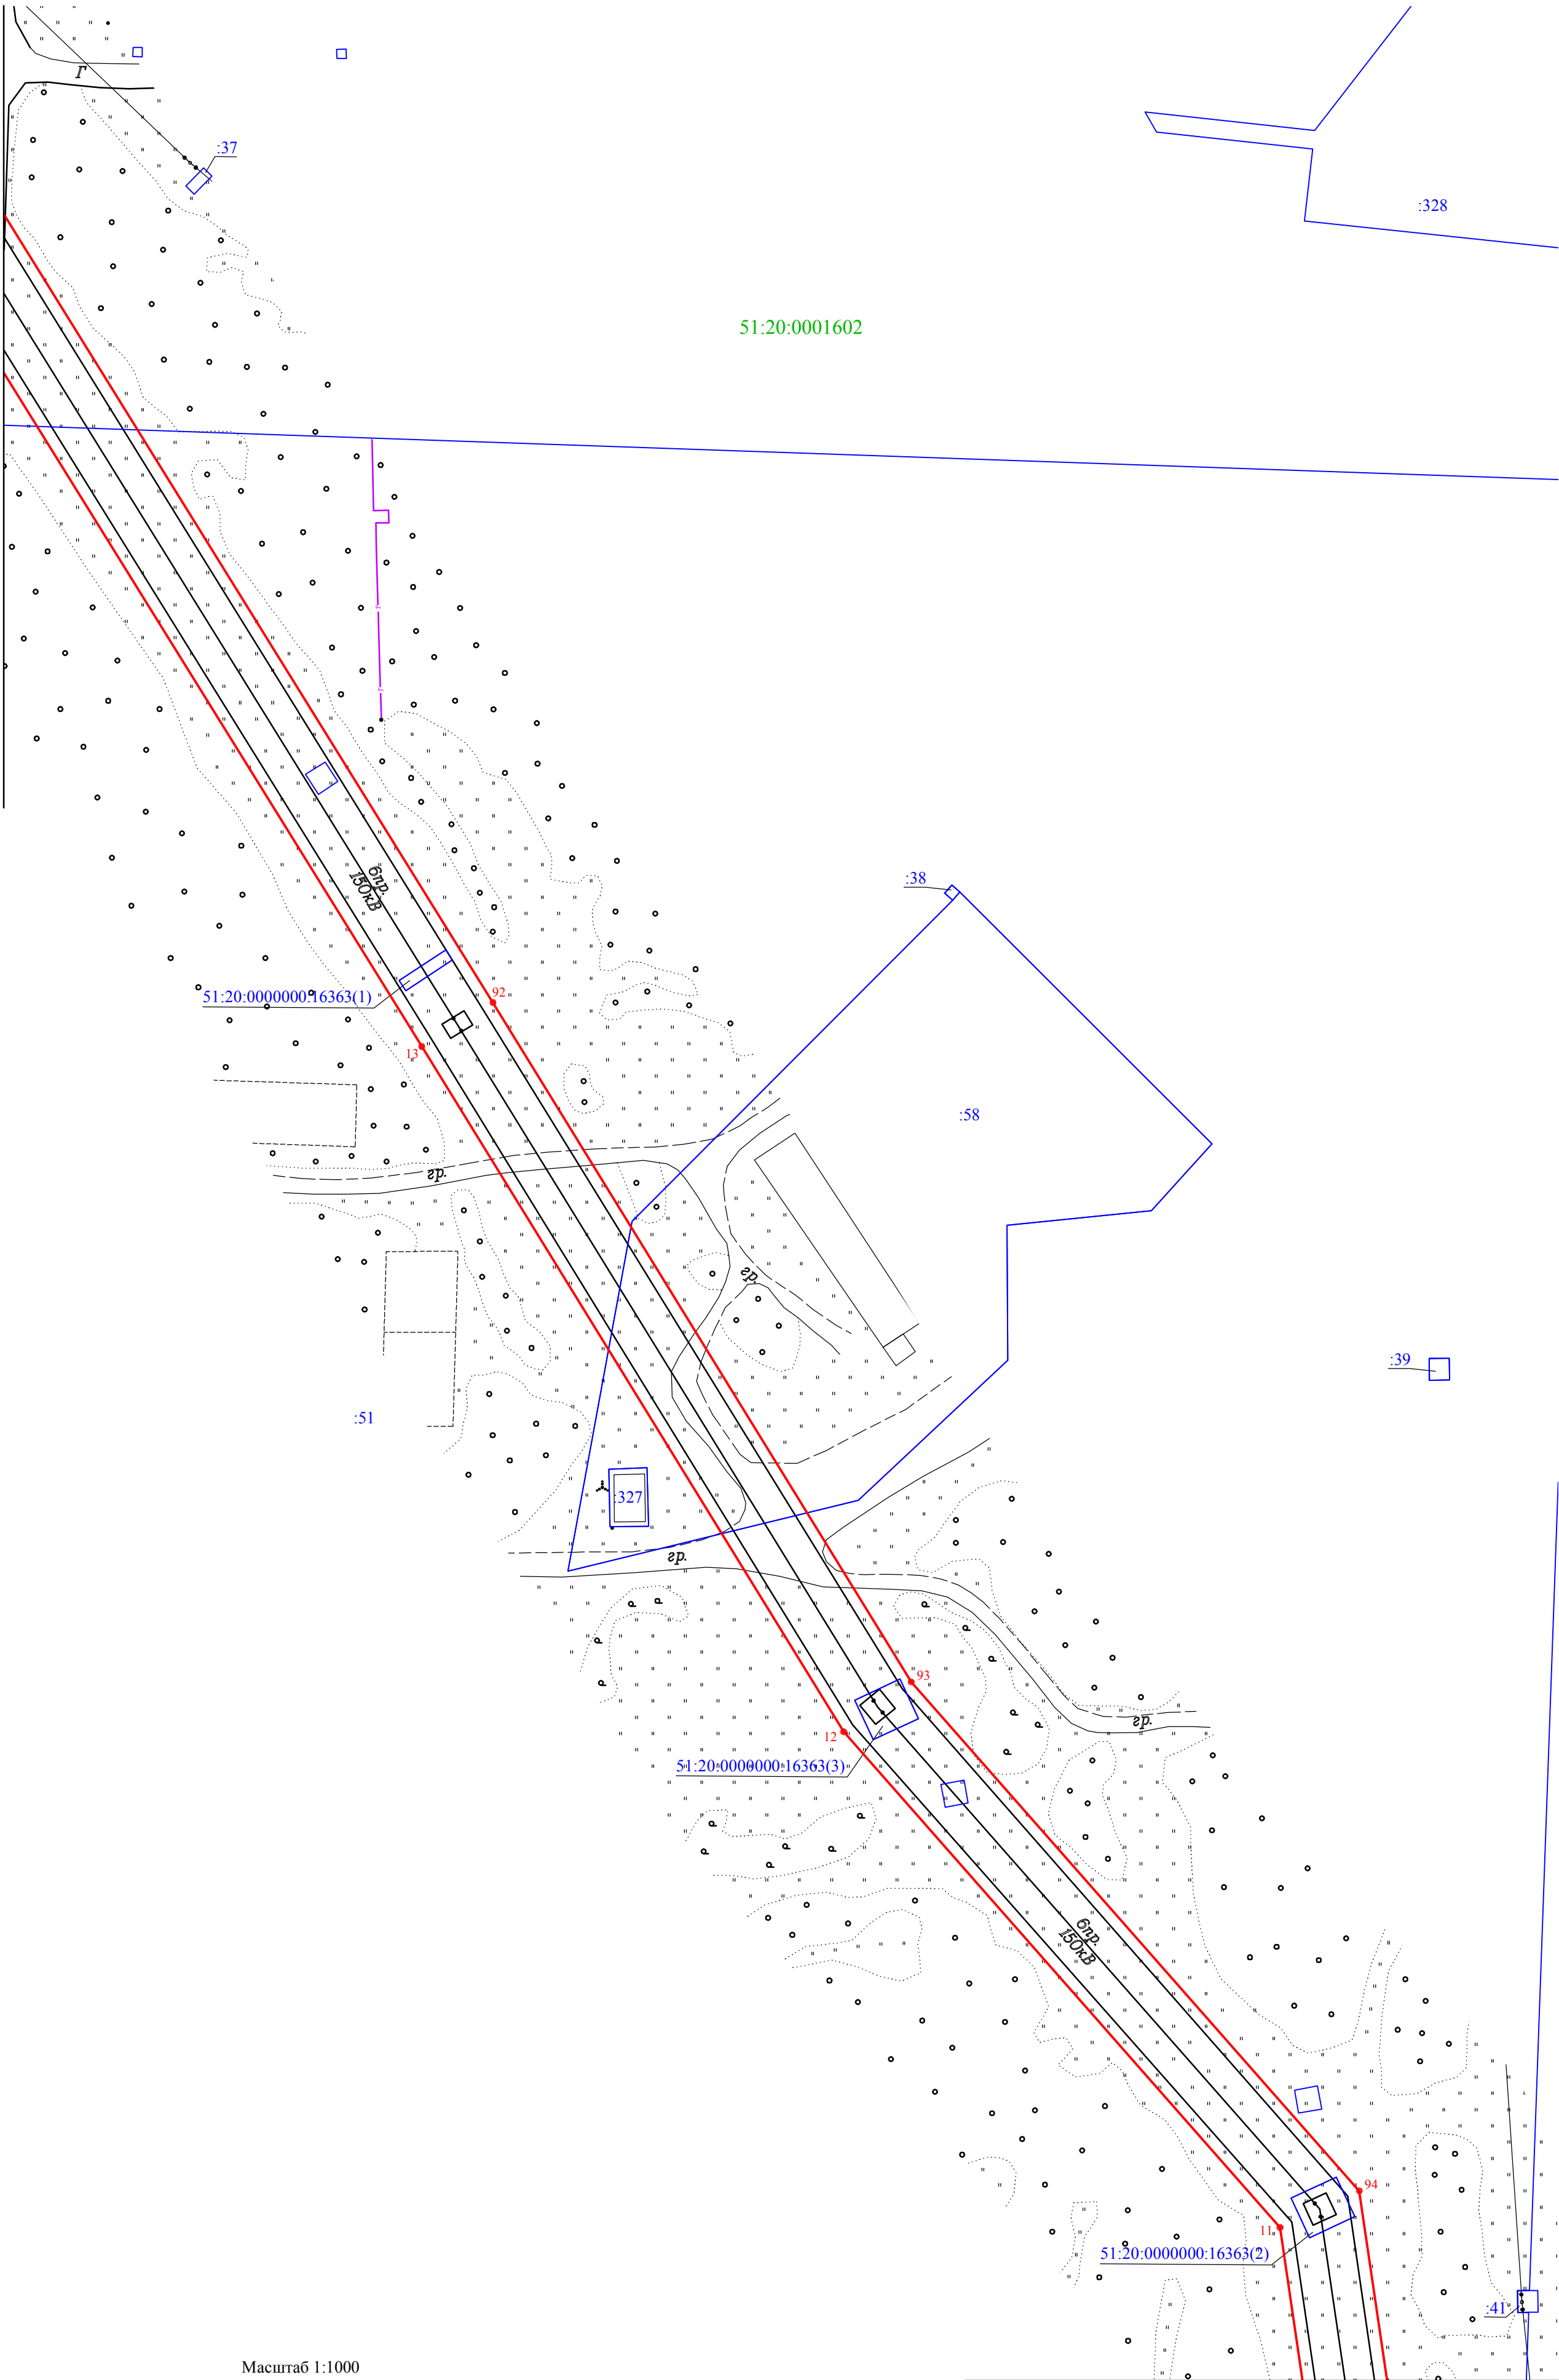 Г
:37
:328
51:20:0001602
6пр.
150кВ
:38
51:20:0000000:16363(1)
92
13
:58
гр.
гр.
:39
:51
:327
гр.
93
12
гр.
51:20:0000000:16363(3)
6пр.
150кВ
94
11
51:20:0000000:16363(2)
:41
Масштаб 1:1000